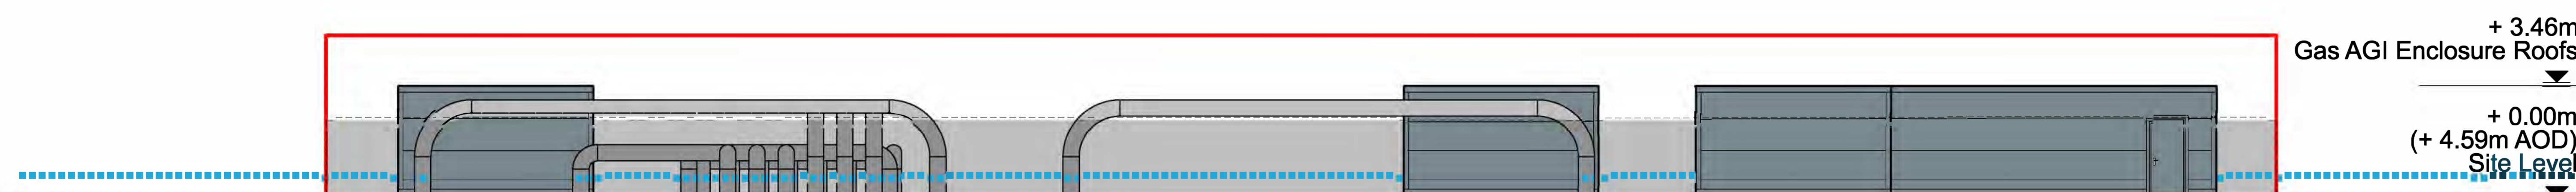 + 3.46m
Gas AGI Enclosure Roofs
+ 0.00m
(+ 4.59m AOD)
Site Level